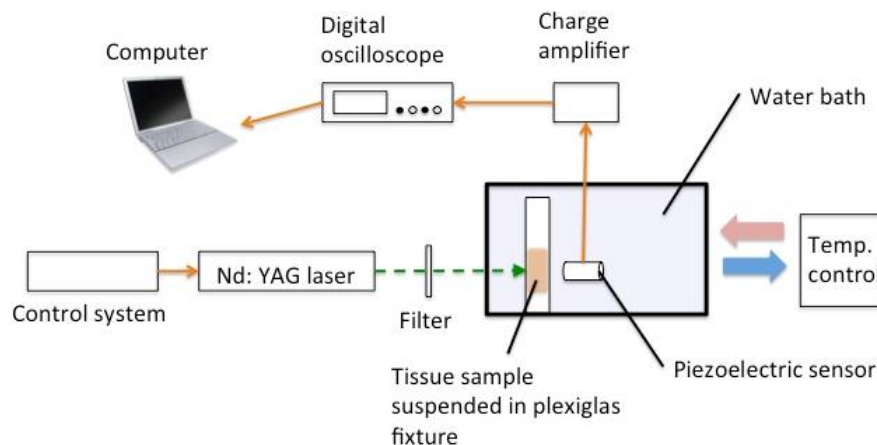 Computer
Digital
oscilloscope
Charge
amplifier
Water bath
Temp.
control
Nd: YAG laser
Control system
Filter
Tissue sample
suspended in plexiglas
fixture
Piezoelectric sensor